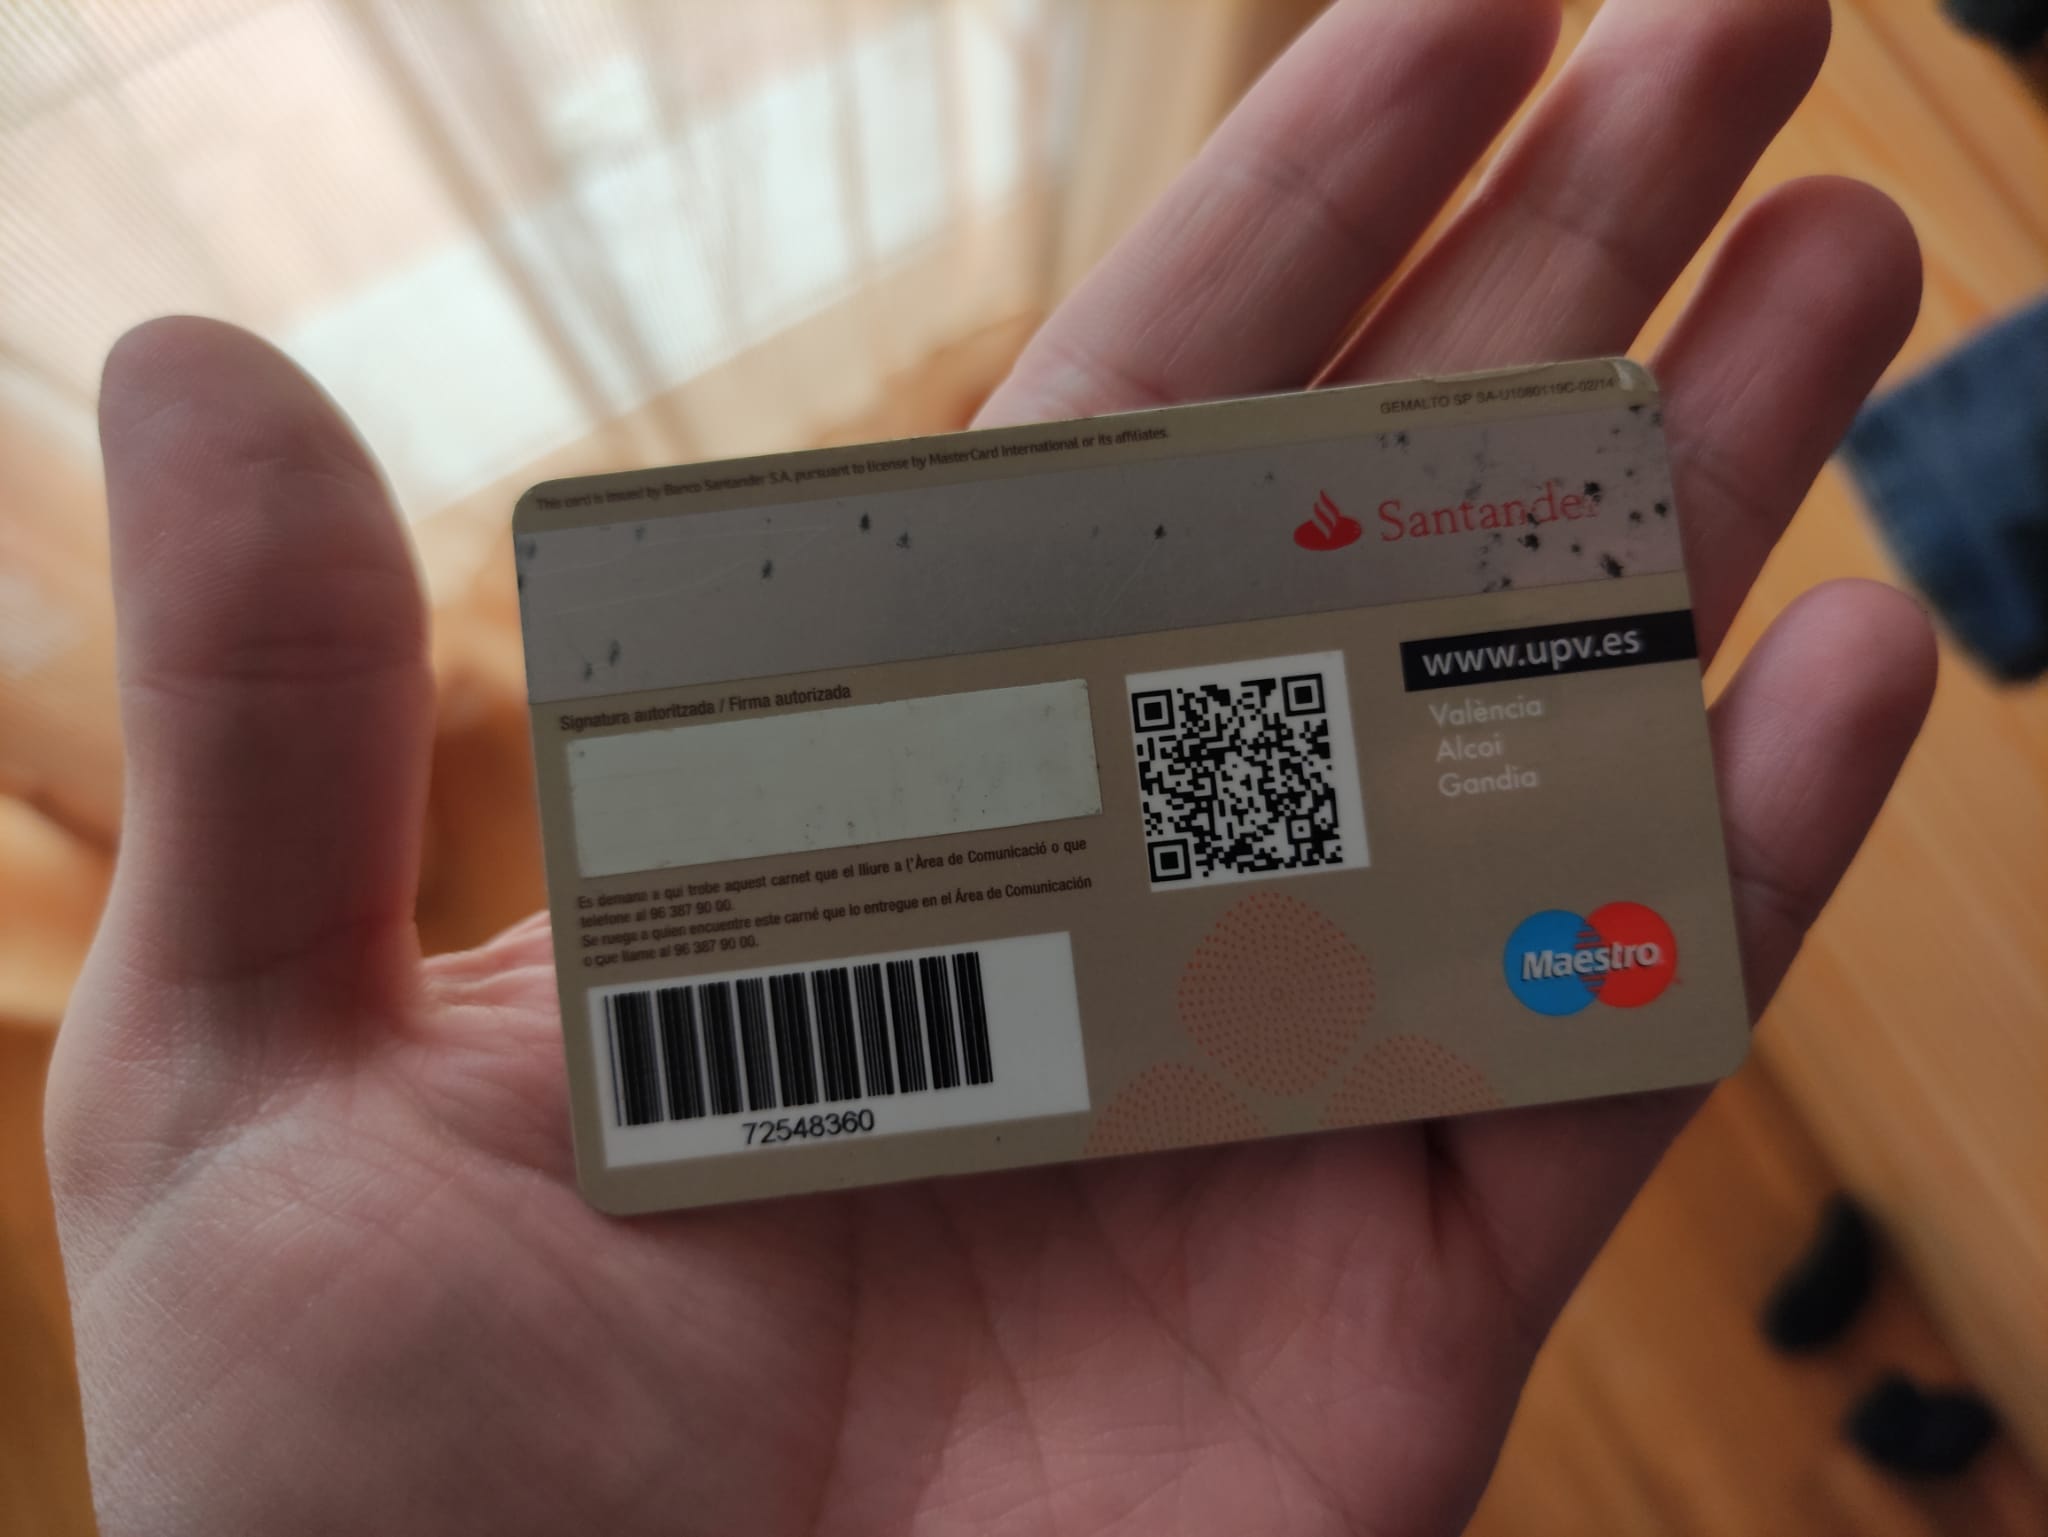 GEMALTO SP SA-U1080119C-02/14
This card is issued by Banco Santander S.A. pursuant to license by MasterCard International or its affiliates.
Santander
www.upv.es
València
Alcoi
Gandia
Signatura autoritzada / Firma autorizada
Es demana a qui trobe aquest carnet que el lliure a l'Àrea de Comunicació o que
telefone al 96 387 90 00.
Se ruega a quien encuentre este carné que lo entregue en el Área de Comunicación
o que llame al 96 387 90 00.
72548360
Maestro